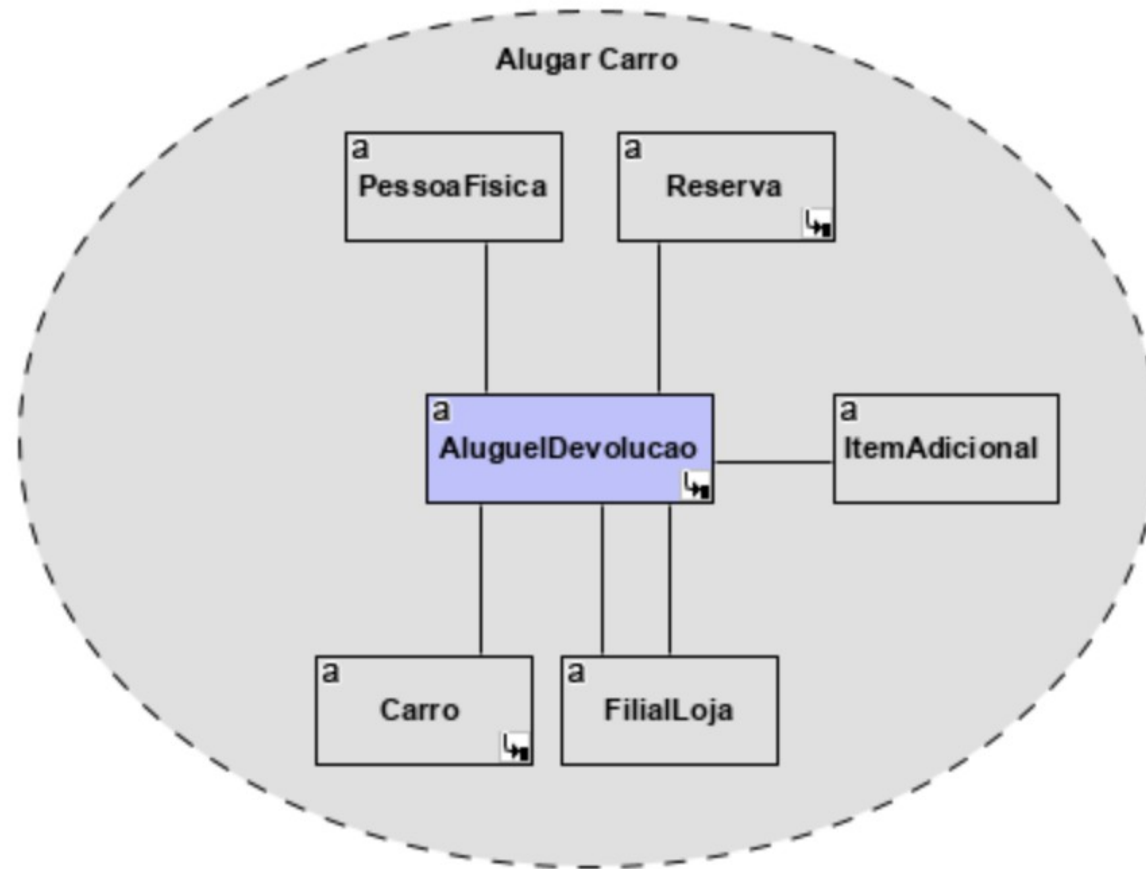 Alugar Carro
a
PessoaFisica
a
Reserva
a
AluguelDevolucao
a
ItemAdicional
a
Carro
a
FilialLoja